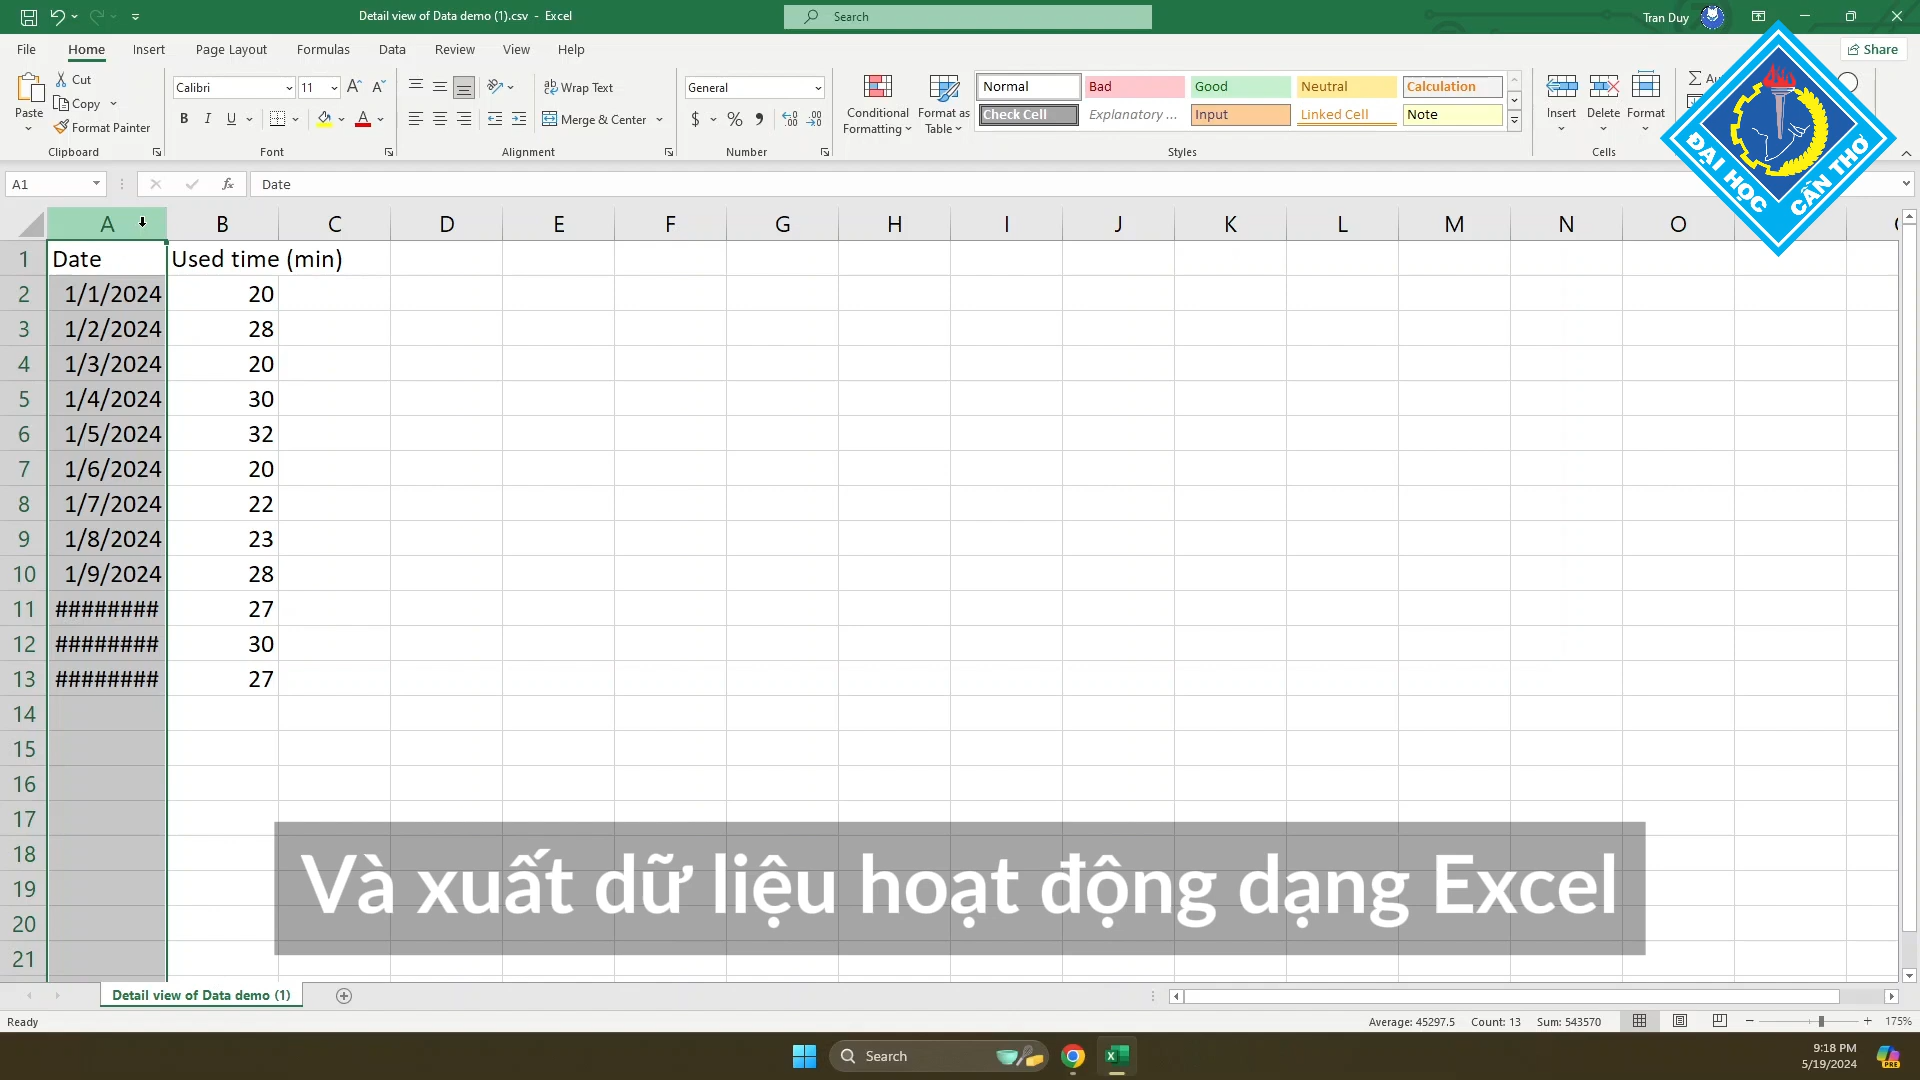 Detail view of Data demo (1).csv - Excel
Search
Tran Duy
File Home Insert Page Layout Formulas Data Review View Help
Share
Paste
Cut
Copy
Format Painter
Clipboard
Calibri 11
B I U
Font
Wrap Text
Merge & Center
Alignment
General
$ % 9
Number
Conditional Formatting
Format as Table
Normal Bad Good Neutral Calculation
Check Cell Explanatory ... Input Linked Cell Note
Styles
Insert Delete Format
Cells
ĐẠI HỌC CẦN THƠ
A1 fx Date
A B C D E F G H I J K L M N O
1 Date Used time (min)
2 1/1/2024 20
3 1/2/2024 28
4 1/3/2024 20
5 1/4/2024 30
6 1/5/2024 32
7 1/6/2024 20
8 1/7/2024 22
9 1/8/2024 23
10 1/9/2024 28
11 ######## 27
12 ######## 30
13 ######## 27
14
15
16
17
18
19
20
21
Và xuất dữ liệu hoạt động dạng Excel
Detail view of Data demo (1)
Ready
Average: 45297.5 Count: 13 Sum: 543570
175%
Search
9:18 PM
5/19/2024
PRE